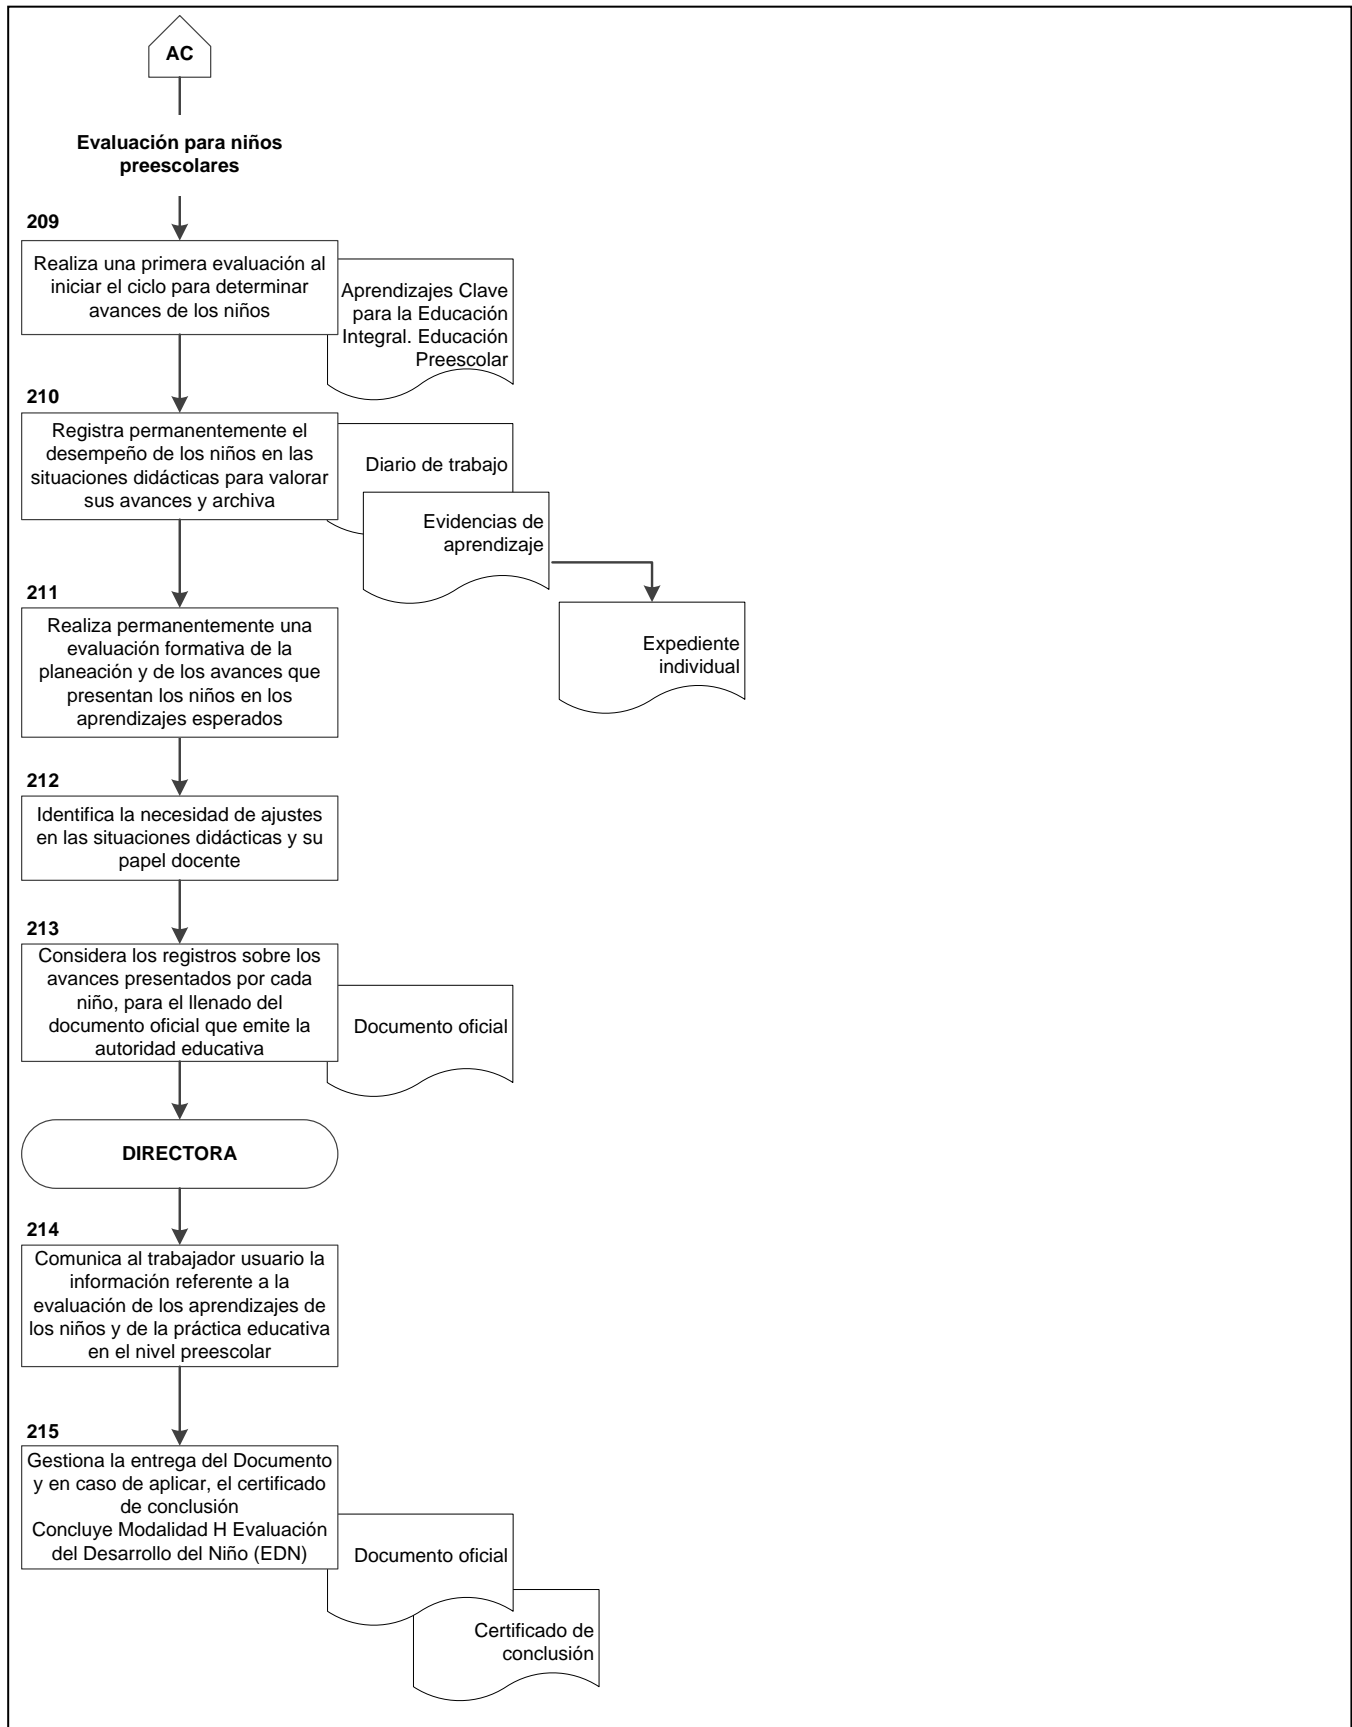 AC
Evaluación para niños
preescolares
209
Realiza una primera evaluación al
iniciar el ciclo para determinar
avances de los niños
Aprendizajes Clave
para la Educación
Integral. Educación
Preescolar
210
Registra permanentemente el
desempeño de los niños en las
situaciones didácticas para valorar
sus avances y archiva
Diario de trabajo
Evidencias de
aprendizaje
Expediente
individual
211
Realiza permanentemente una
evaluación formativa de la
planeación y de los avances que
presentan los niños en los
aprendizajes esperados
212
Identifica la necesidad de ajustes
en las situaciones didácticas y su
papel docente
213
Considera los registros sobre los
avances presentados por cada
niño, para el llenado del
documento oficial que emite la
autoridad educativa
Documento oficial
DIRECTORA
214
Comunica al trabajador usuario la
información referente a la
evaluación de los aprendizajes de
los niños y de la práctica educativa
en el nivel preescolar
215
Gestiona la entrega del Documento
y en caso de aplicar, el certificado
de conclusión
Concluye Modalidad H Evaluación
del Desarrollo del Niño (EDN)
Documento oficial
Certificado de
conclusión